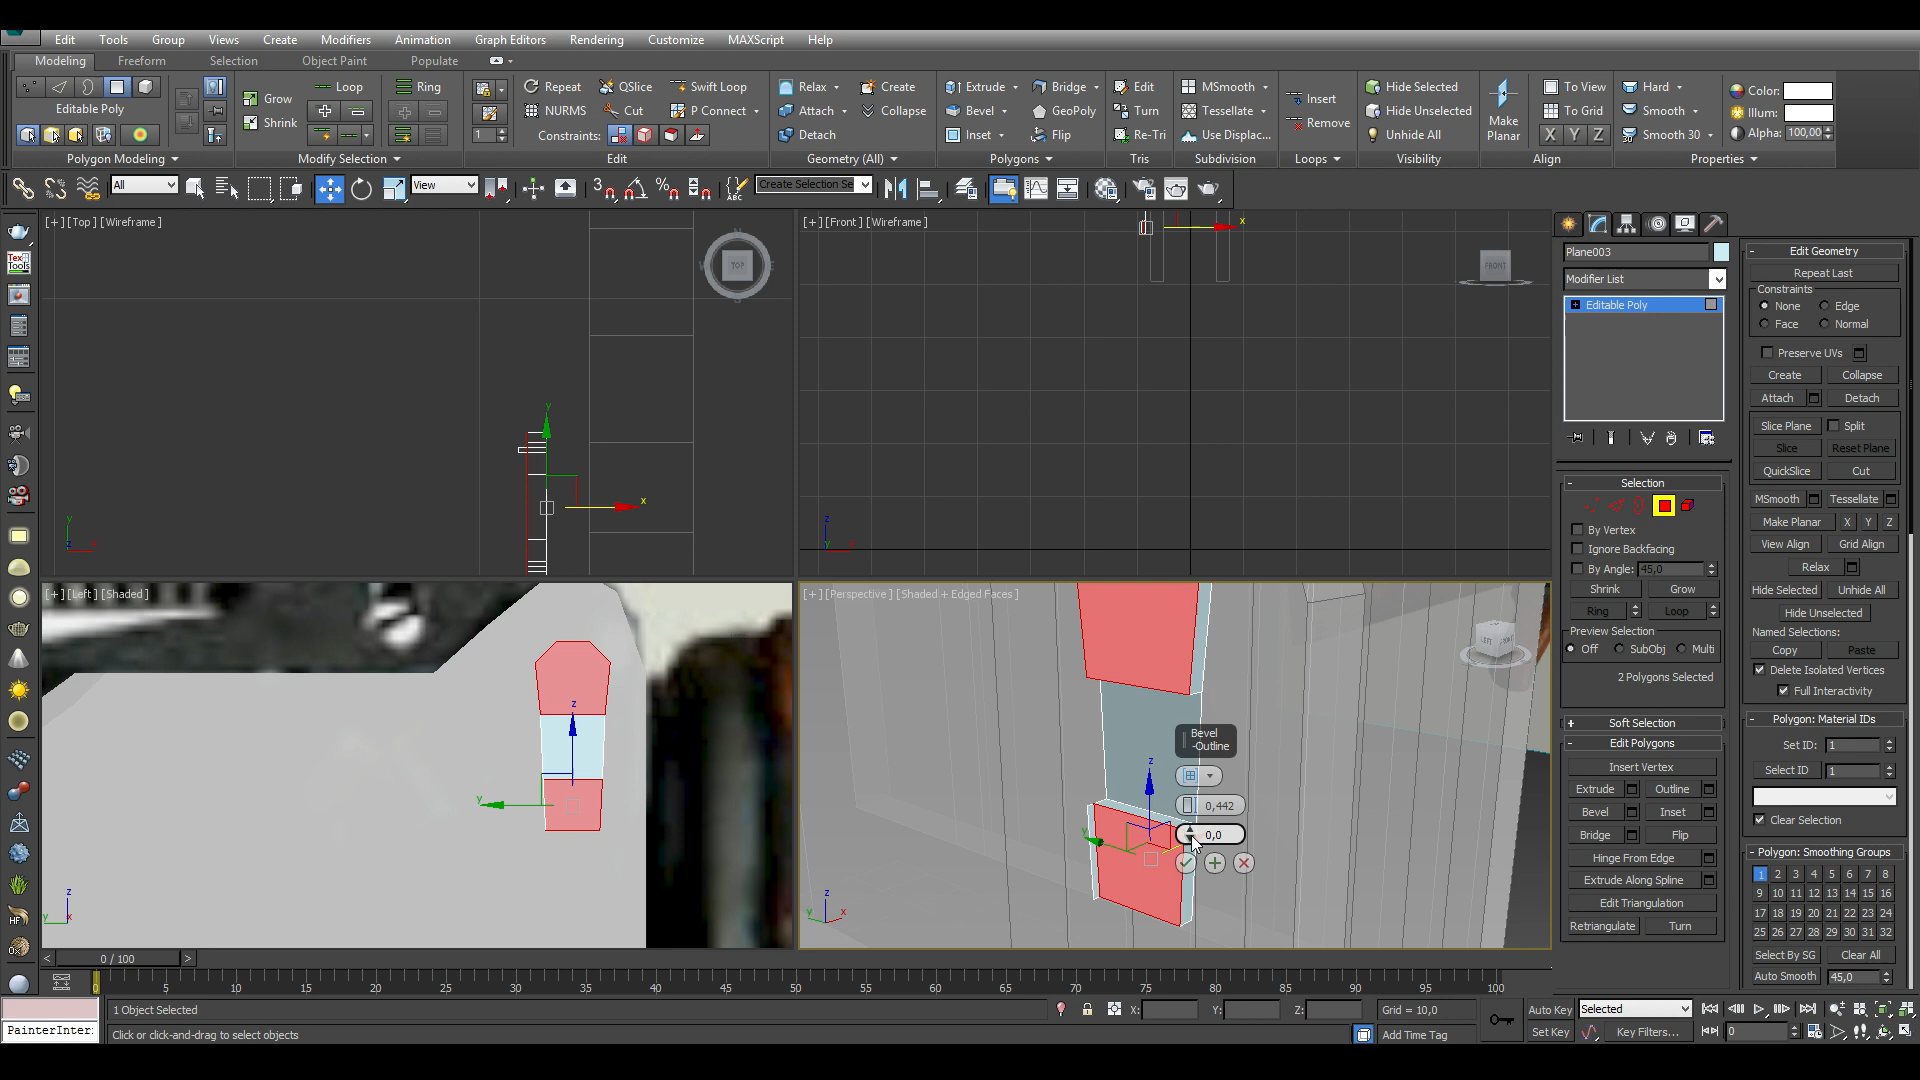 Edit Tools Group Views Create Modifiers Animation Graph Editors Rendering Customize MAXScript Help
Modeling Freeform Selection Object Paint Populate
Editable Poly
Polygon Modeling
Grow
Shrink
Loop
Ring
Modify Selection
1
Repeat QSlice Swift Loop
NURMS Cut P Connect
Constraints:
Edit
Relax Create
Attach Collapse
Detach
Geometry (All)
Extrude Bridge
Bevel GeoPoly
Inset Flip
Polygons
Edit
Turn
Re-Tri
Tris
MSmooth
Tessellate
Use Displac...
Subdivision
Insert
Remove
Loops
Hide Selected
Hide Unselected
Unhide All
Visibility
Make
Planar
To View
To Grid
X Y Z
Align
Hard
Smooth
Smooth 30
Properties
Color:
Illum:
Alpha: 100,00
All
View
3
ABC
Create Selection Se
Tex
Tools
HF
[+] [Top] [Wireframe]
TOP
y
x
y
z
[+] [Front] [Wireframe]
FRONT
x
z
[+] [Left] [Shaded]
z
y
z
y
x
[+] [Perspective] [Shaded + Edged Faces]
LEFT
FRONT
Bevel
-Outline
0,442
0,0
z
y
z
y
x
Plane003
Modifier List
Editable Poly
- Selection
By Vertex
Ignore Backfacing
By Angle: 45,0
Shrink Grow
Ring Loop
Preview Selection
Off SubObj Multi
2 Polygons Selected
+ Soft Selection
- Edit Polygons
Insert Vertex
Extrude Outline
Bevel Inset
Bridge Flip
Hinge From Edge
Extrude Along Spline
Edit Triangulation
Retriangulate Turn
- Edit Geometry
Repeat Last
Constraints
None Edge
Face Normal
Preserve UVs
Create Collapse
Attach Detach
Slice Plane Split
Slice Reset Plane
QuickSlice Cut
MSmooth Tessellate
Make Planar X Y Z
View Align Grid Align
Relax
Hide Selected Unhide All
Hide Unselected
Named Selections:
Copy Paste
Delete Isolated Vertices
Full Interactivity
- Polygon: Material IDs
Set ID: 1
Select ID 1
Clear Selection
- Polygon: Smoothing Groups
1 2 3 4 5 6 7 8
9 10 11 12 13 14 15 16
17 18 19 20 21 22 23 24
25 26 27 28 29 30 31 32
Select By SG Clear All
Auto Smooth 45,0
< 0 / 100 >
0 5 10 15 20 25 30 35 40 45 50 55 60 65 70 75 80 85 90 95 100
PainterInter:
1 Object Selected
Click or click-and-drag to select objects
X: Y: Z:
Grid = 10,0
Add Time Tag
Auto Key Selected
Set Key Key Filters...
0